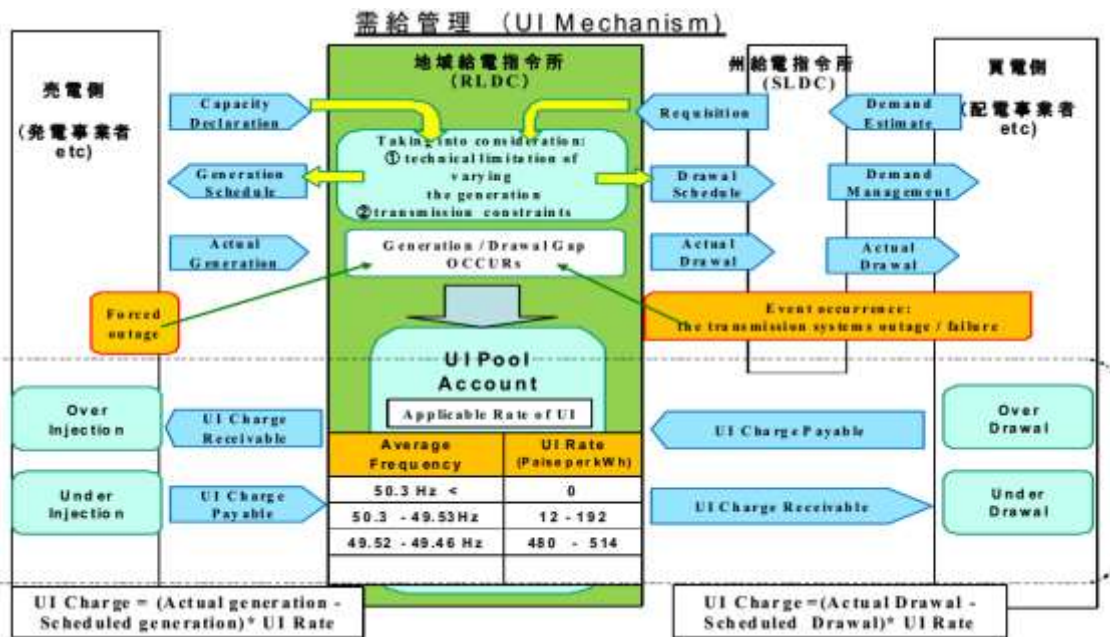 需給管理 （UI Mechanism）
売電側
（発電事業者
etc）
地域給電指令所
（RLDC）
州給電指令所
（SLDC）
買電側
（配電事業者
etc）
Capacity
Declaration
Requisition
Demand
Estimate
Taking into consideration:
① technical limitation of
varying
the generation
②transmission constraints
Generation
Schedule
Drawal
Schedule
Demand
Management
Actual
Generation
Generation / Drawal Gap
OCCURs
Actual
Drawal
Actual
Drawal
Forced
outage
Event occurrence:
the transmission systems outage / failure
UI Pool
Account
Applicable Rate of UI
Over
Injection
UI Charge
Receivable
UI Charge Payable
Over
Drawal
Average
Frequency
UI Rate
(Paise per kWh)
50.3 Hz <
0
50.3 - 49.53Hz
12 - 192
49.52 - 49.46 Hz
480 - 514
Under
Injection
UI Charge
Payable
UI Charge Receivable
Under
Drawal
UI Charge = (Actual generation -
Scheduled generation)* UI Rate
UI Charge =(Actual Drawal -
Scheduled Drawal)* UI Rate